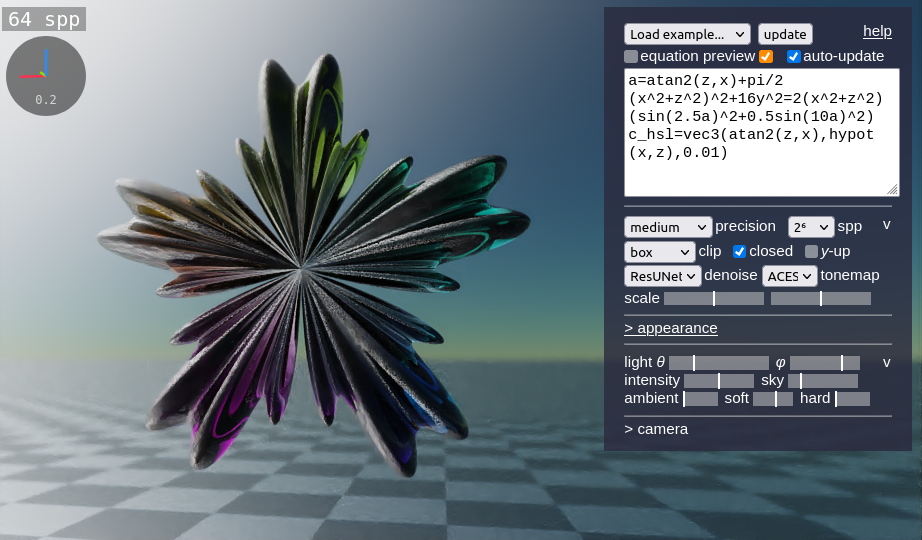 64 spp
0.2
Load example... update help
equation preview auto-update
a=atan2(z,x)+pi/2
(x^2+z^2)^2+16y^2=2(x^2+z^2)
(sin(2.5a)^2+0.5sin(10a)^2)
c_hsl=vec3(atan2(z,x),hypot
(x,z),0.01)
medium precision 2⁶ spp v
box clip closed y-up
ResUNet denoise ACES tonemap
scale
> appearance
light θ φ v
intensity sky
ambient soft hard
> camera